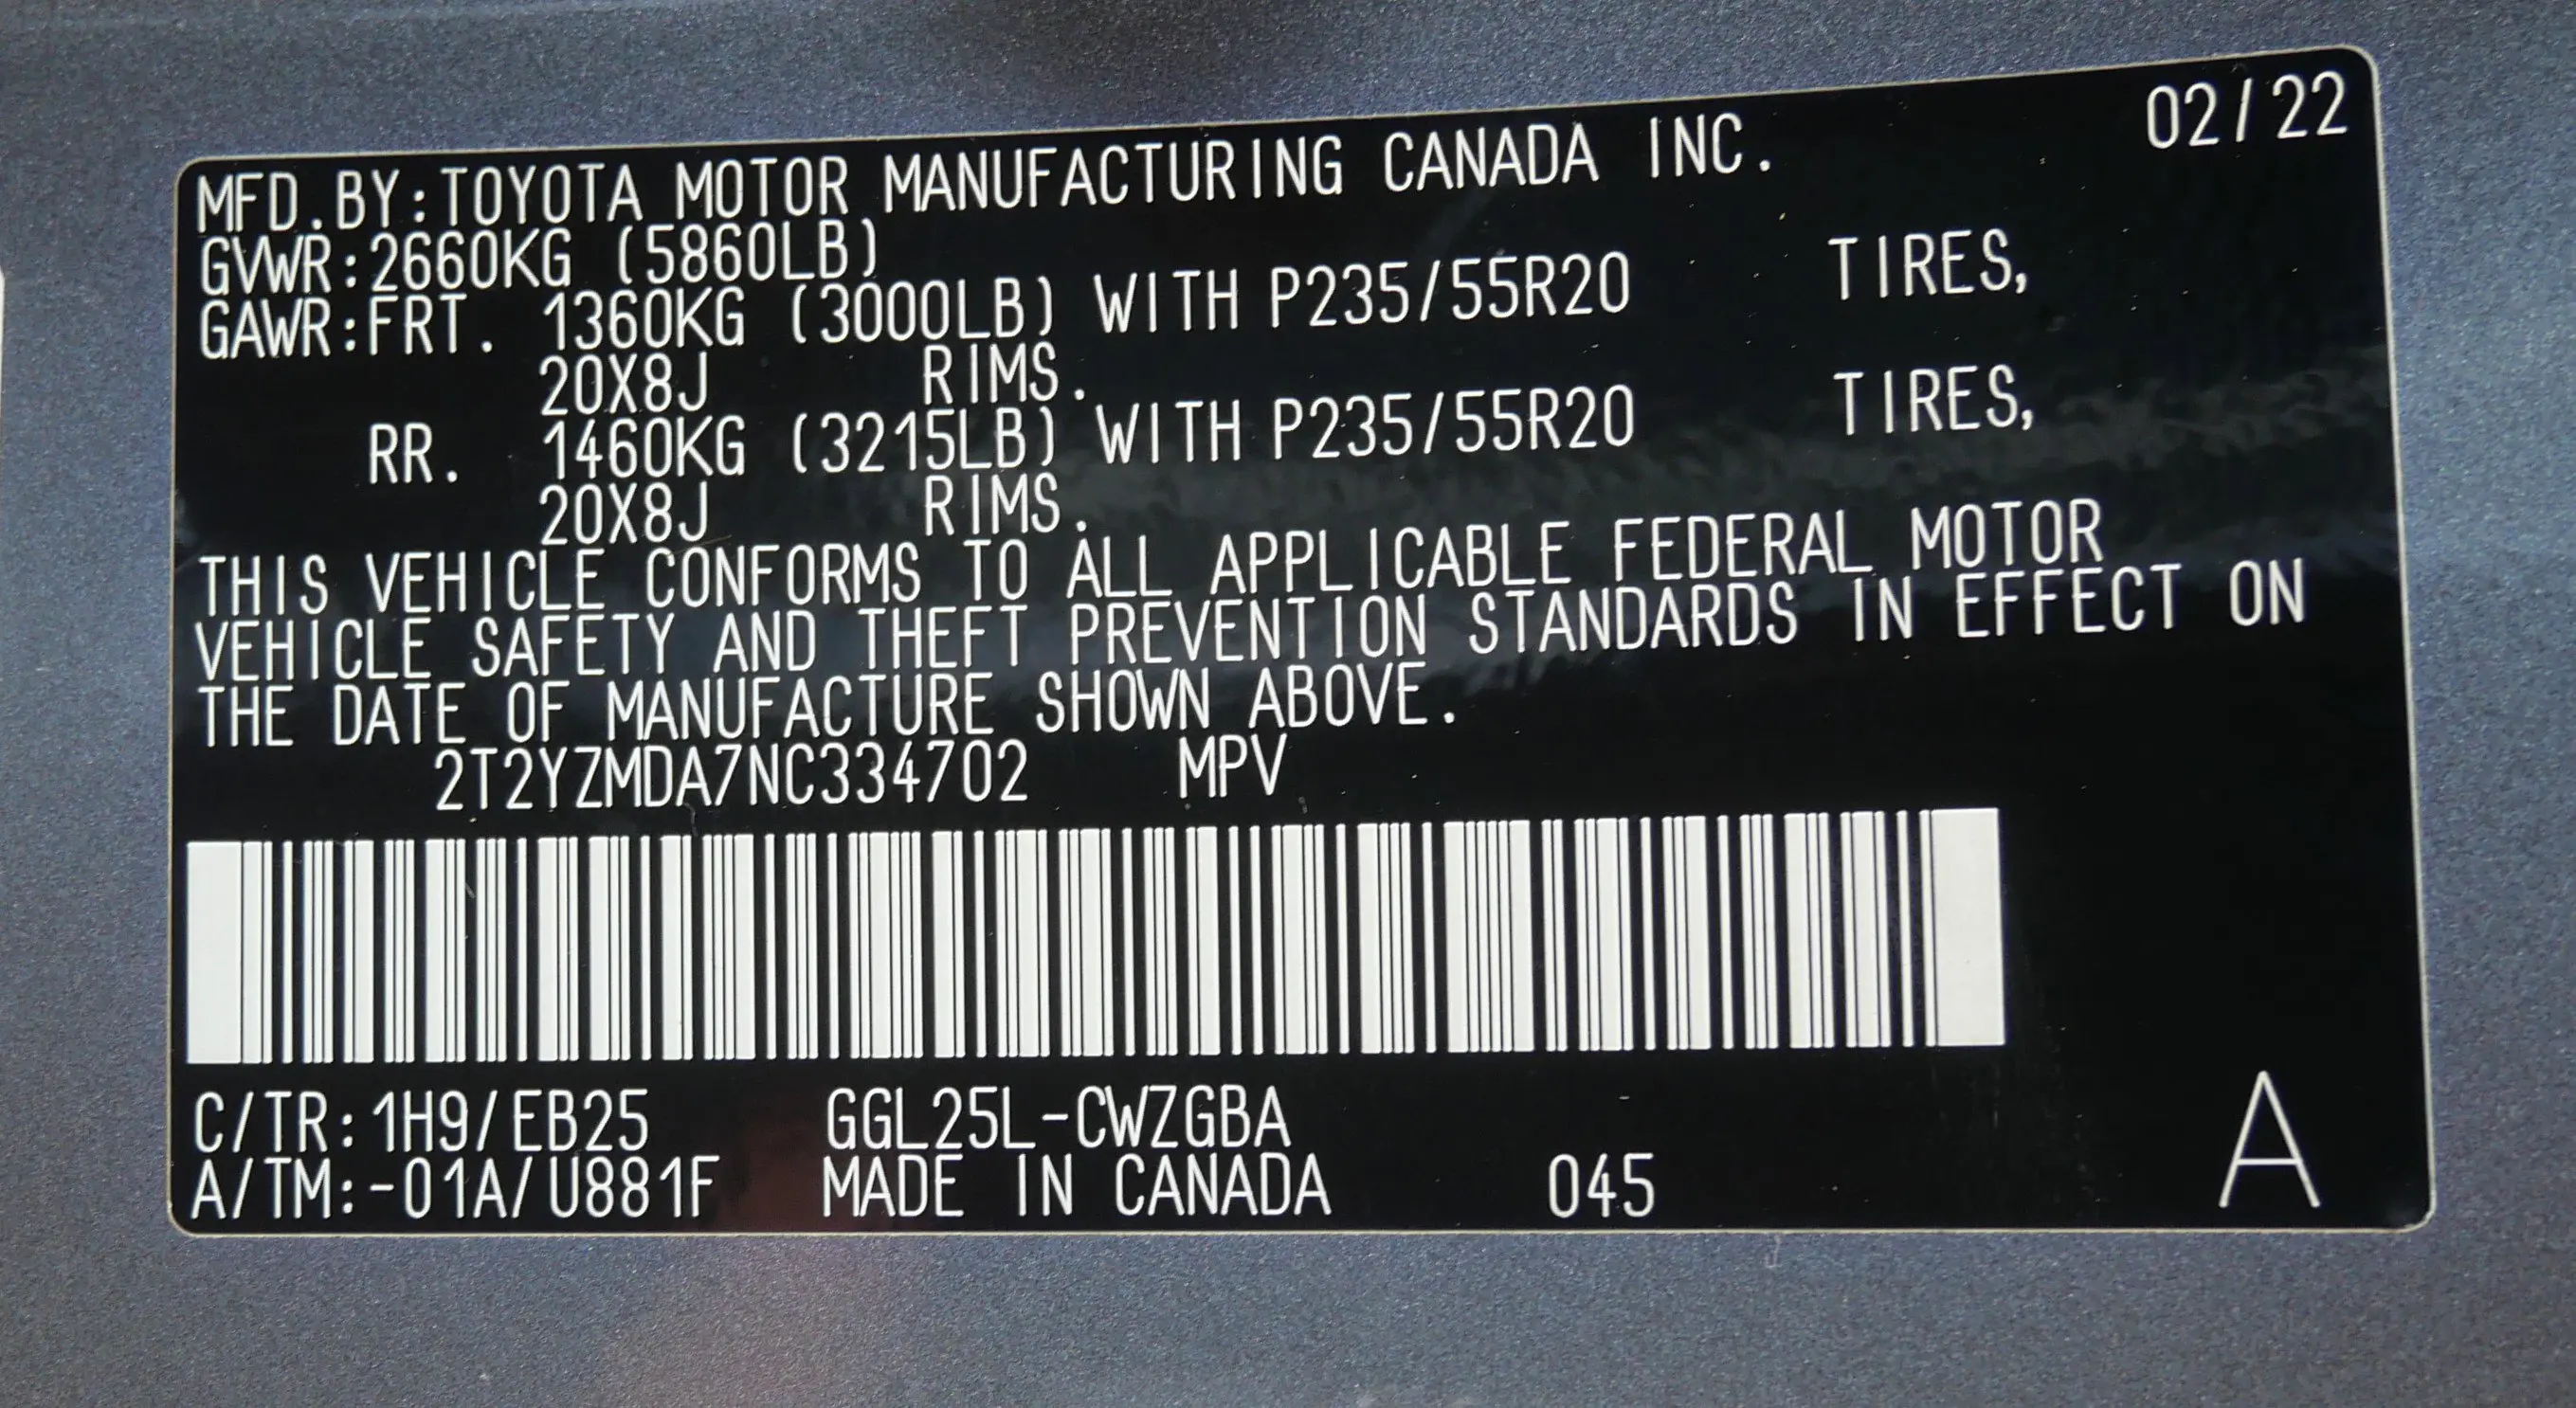 02/22
MFD.BY:TOYOTA MOTOR MANUFACTURING CANADA INC.
GVWR:2660KG (5860LB)
GAWR:FRT. 1360KG (3000LB) WITH P235/55R20 TIRES,
20X8J RIMS.
RR. 1460KG (3215LB) WITH P235/55R20 TIRES,
20X8J RIMS.
THIS VEHICLE CONFORMS TO ALL APPLICABLE FEDERAL MOTOR
VEHICLE SAFETY AND THEFT PREVENTION STANDARDS IN EFFECT ON
THE DATE OF MANUFACTURE SHOWN ABOVE.
2T2YZMDA7NC334702 MPV
C/TR:1H9/EB25 GGL25L-CWZGBA
A/TM:-01A/U881F MADE IN CANADA 045 A